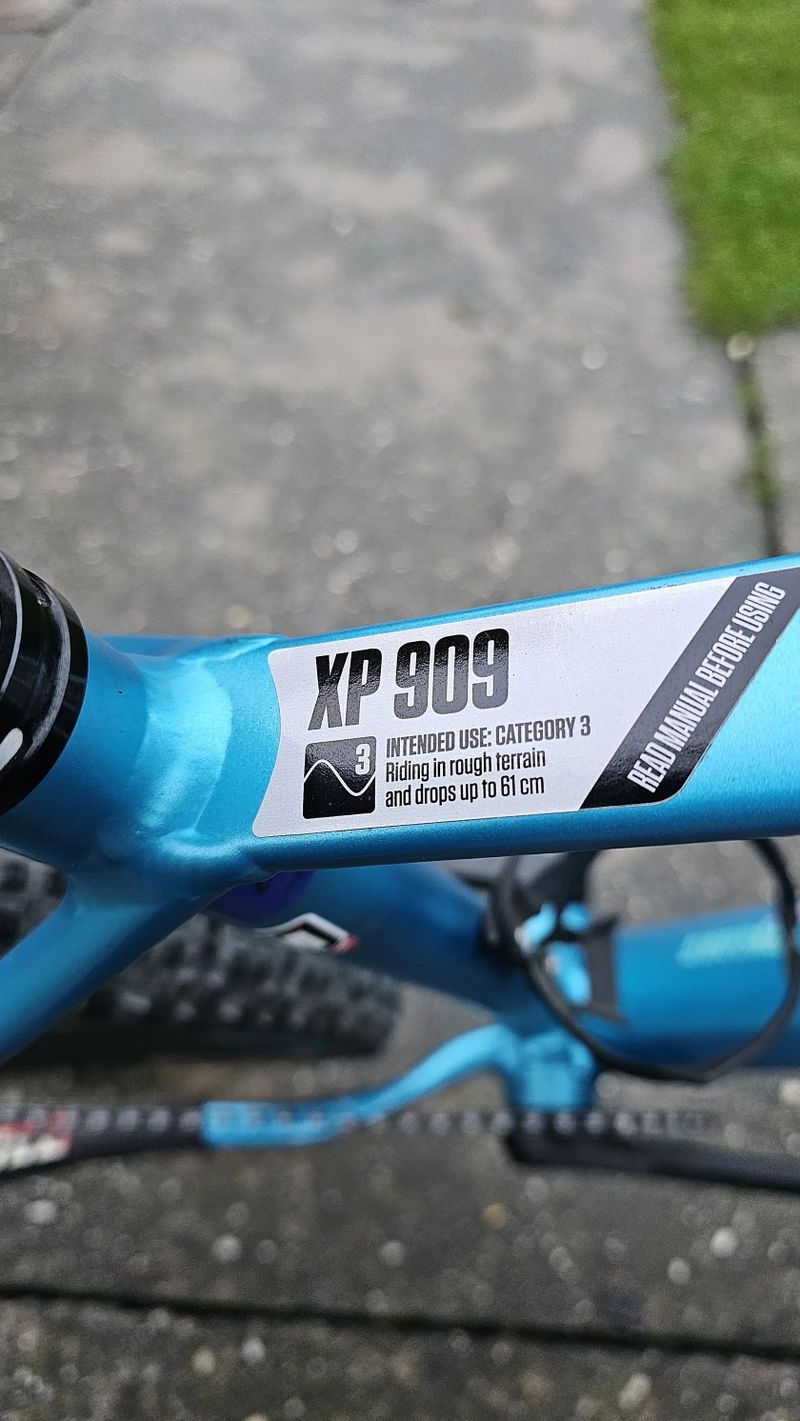 XP 909
3
INTENDED USE: CATEGORY 3
Riding in rough terrain
and drops up to 61 cm
READ MANUAL BEFORE USING